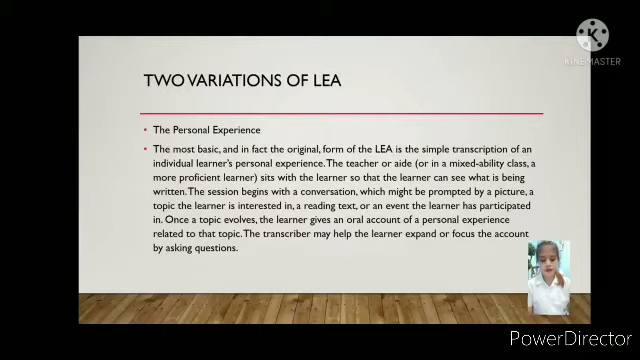 K
KINEMASTER
TWO VARIATIONS OF LEA
• The Personal Experience
• The most basic, and in fact the original, form of the LEA is the simple transcription of an
individual learner's personal experience. The teacher or aide (or in a mixed-ability class, a
more proficient learner) sits with the learner so that the learner can see what is being
written. The session begins with a conversation, which might be prompted by a picture, a
topic the learner is interested in, a reading text, or an event the learner has participated
in. Once a topic evolves, the learner gives an oral account of a personal experience
related to that topic. The transcriber may help the learner expand or focus the account
by asking questions.
PowerDirector